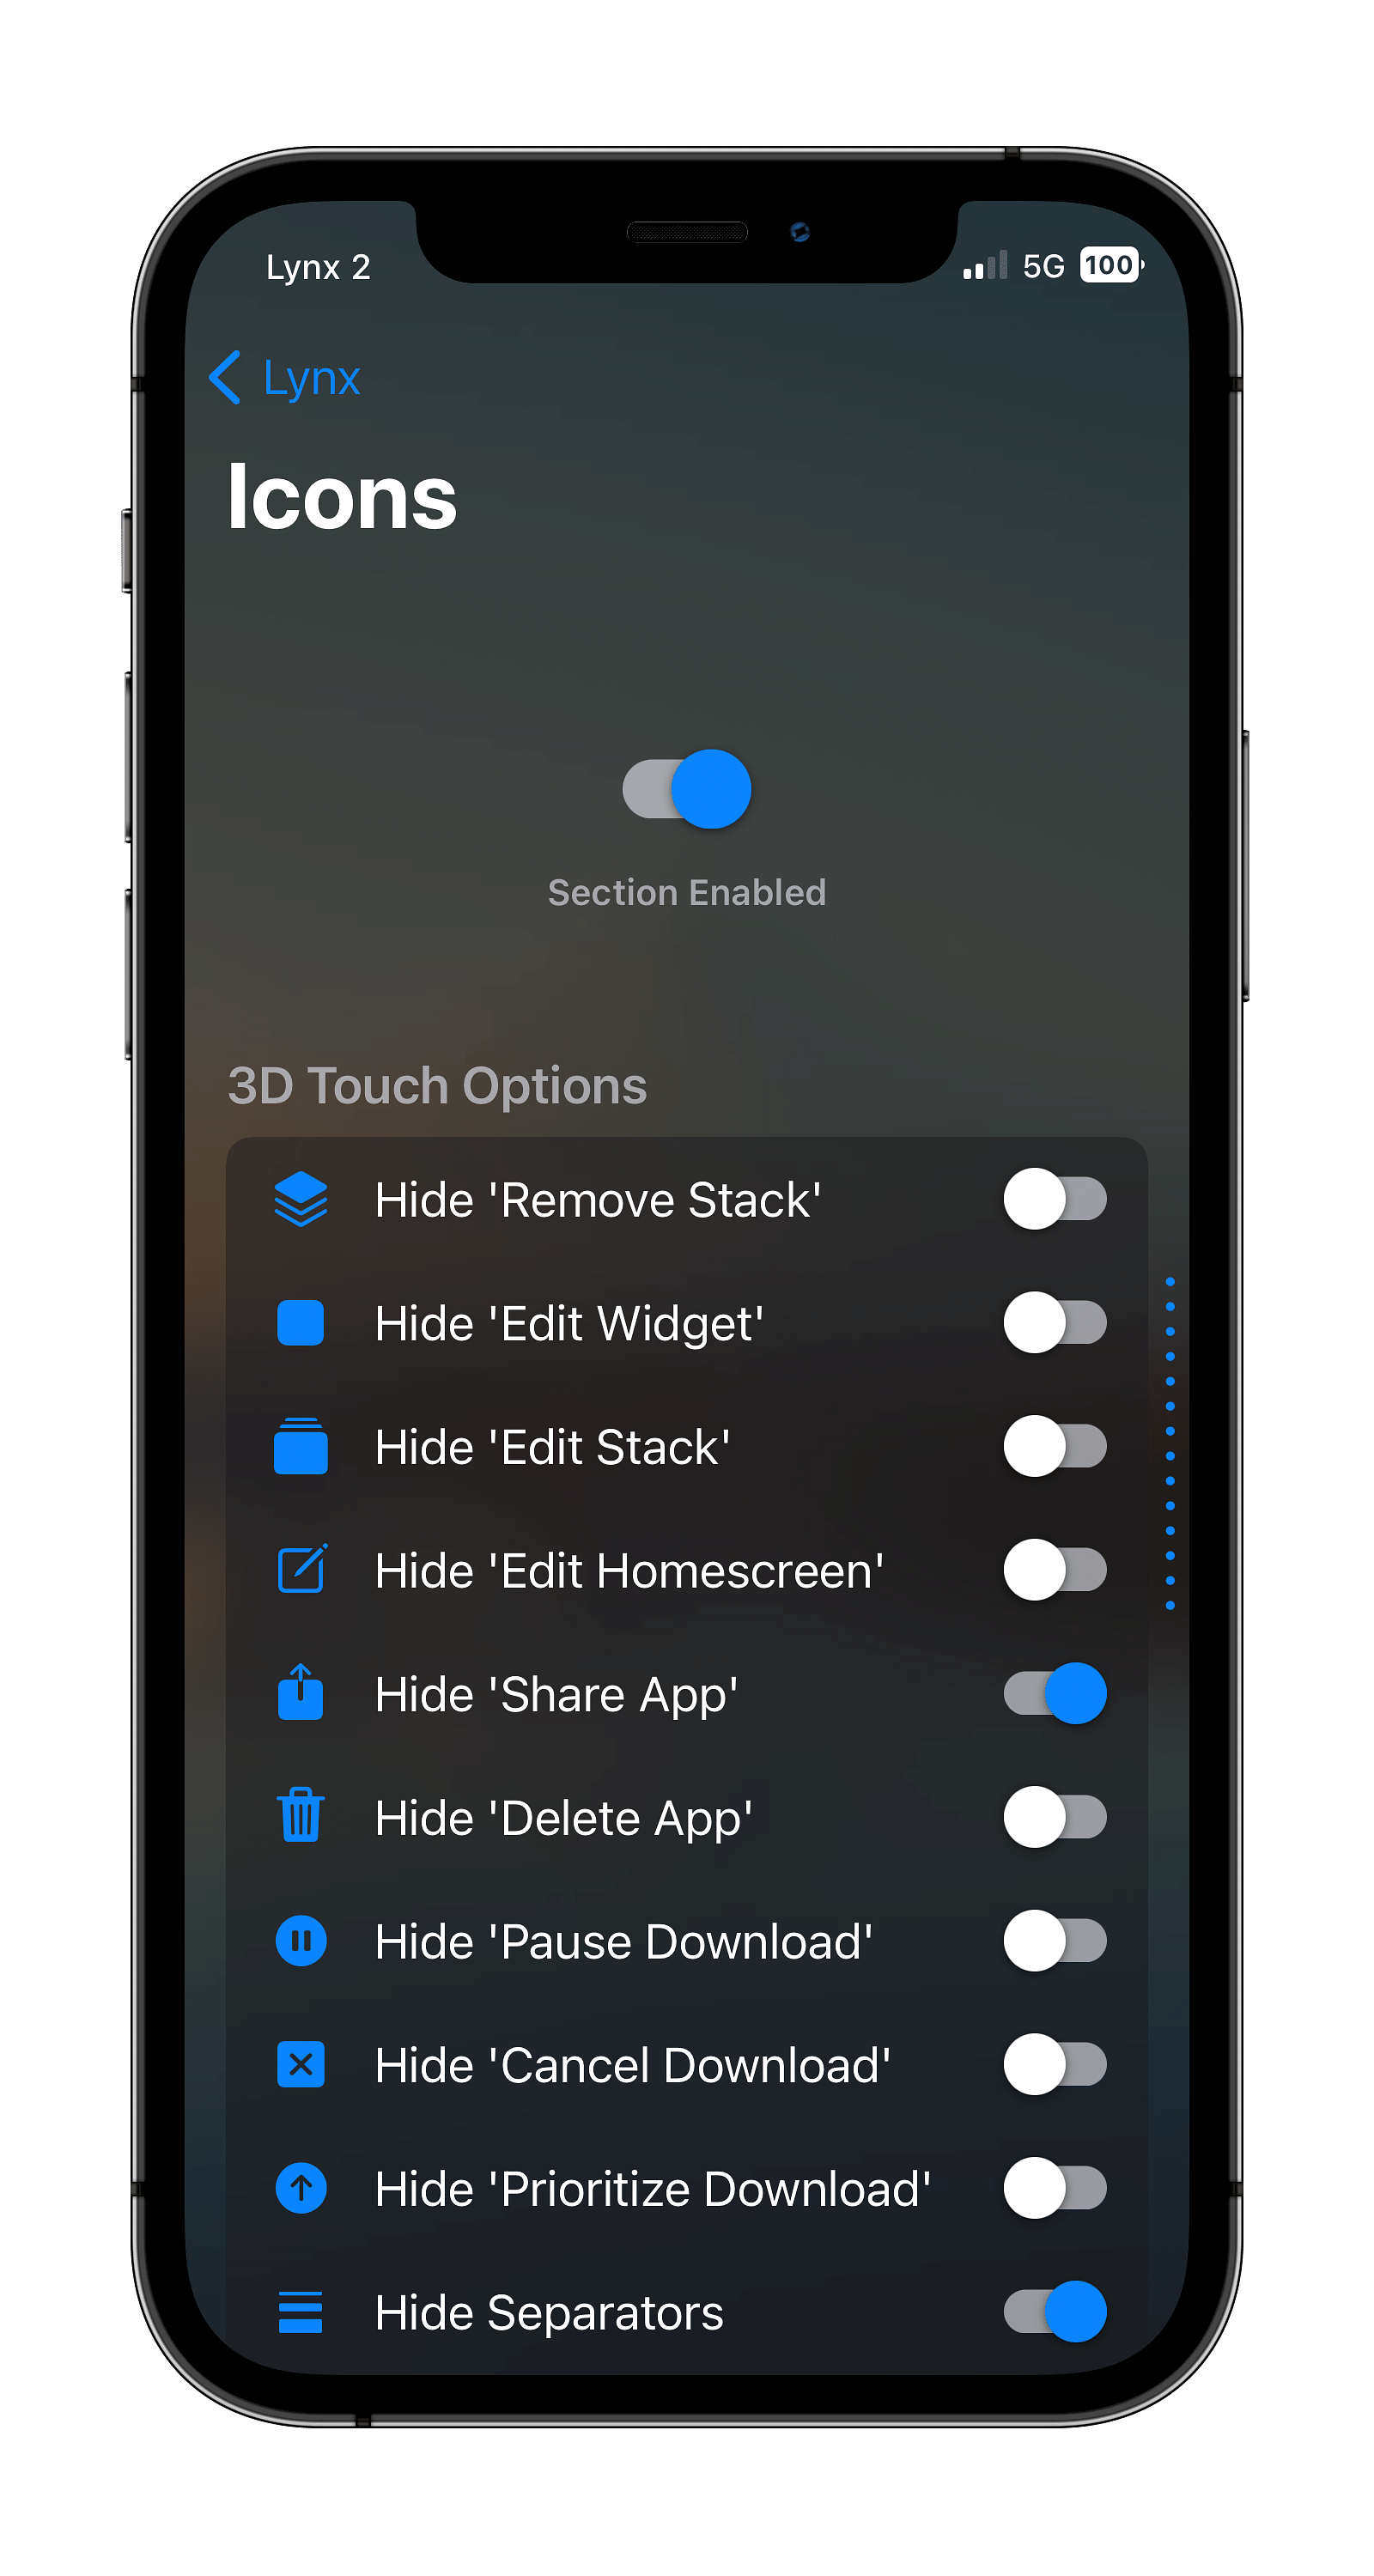 Lynx 2
5G 100
Lynx
Icons
Section Enabled
3D Touch Options
Hide 'Remove Stack'
Hide 'Edit Widget'
Hide 'Edit Stack'
Hide 'Edit Homescreen'
Hide 'Share App'
Hide 'Delete App'
Hide 'Pause Download'
Hide 'Cancel Download'
Hide 'Prioritize Download'
Hide Separators